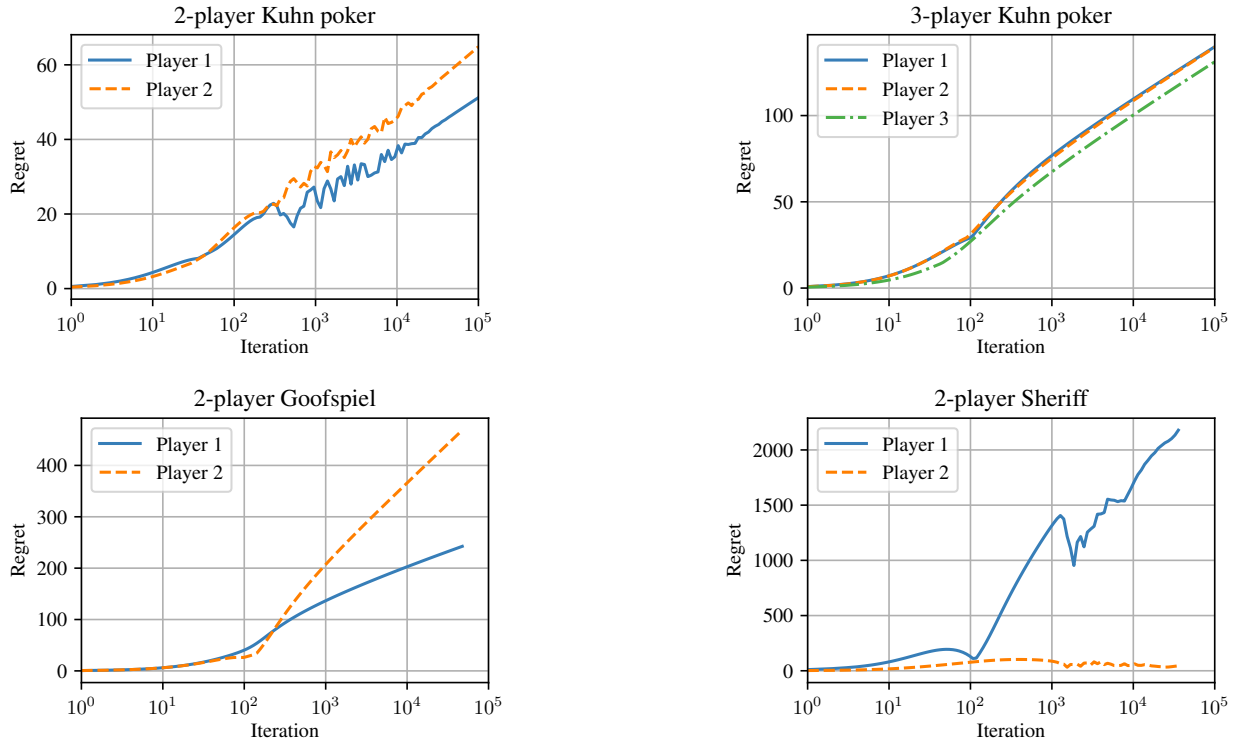 2-player Kuhn poker
60
40
20
0
Regret
Player 1
Player 2
10^0
10^1
10^2
10^3
10^4
10^5
Iteration
3-player Kuhn poker
100
50
0
Regret
Player 1
Player 2
Player 3
10^0
10^1
10^2
10^3
10^4
10^5
Iteration
2-player Goofspiel
400
300
200
100
0
Regret
Player 1
Player 2
10^0
10^1
10^2
10^3
10^4
10^5
Iteration
2-player Sheriff
2000
1500
1000
500
0
Regret
Player 1
Player 2
10^0
10^1
10^2
10^3
10^4
10^5
Iteration